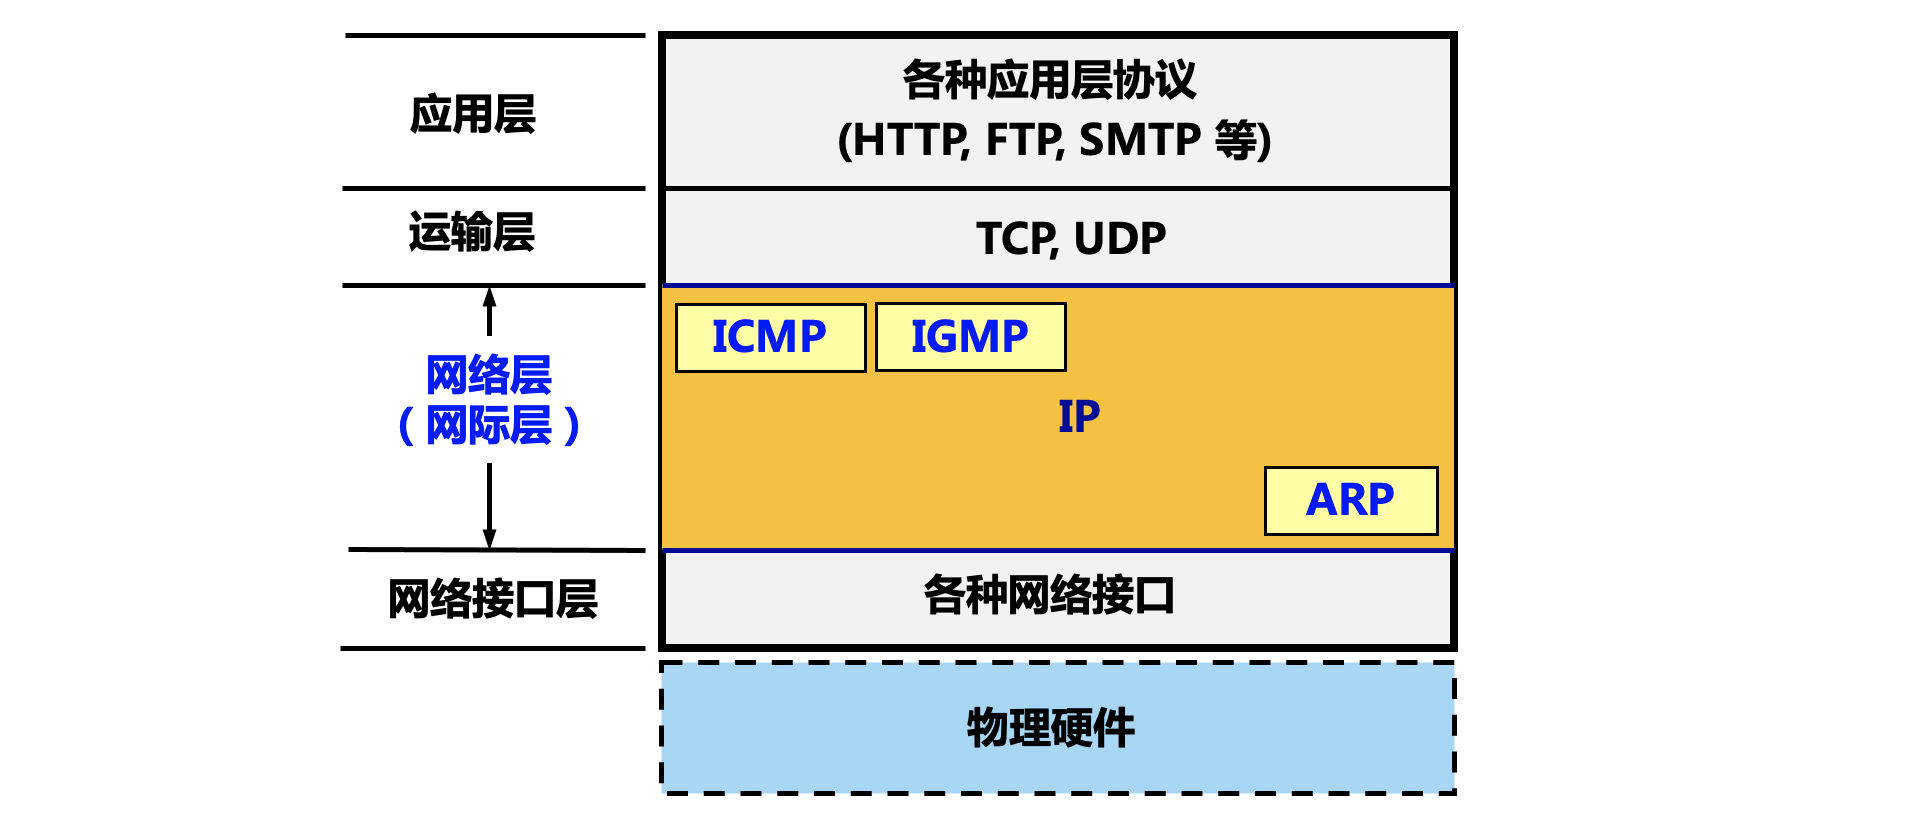 应用层
各种应用层协议
(HTTP, FTP, SMTP 等)
运输层
TCP, UDP
网络层
（网际层）
ICMP
IGMP
IP
ARP
网络接口层
各种网络接口
物理硬件